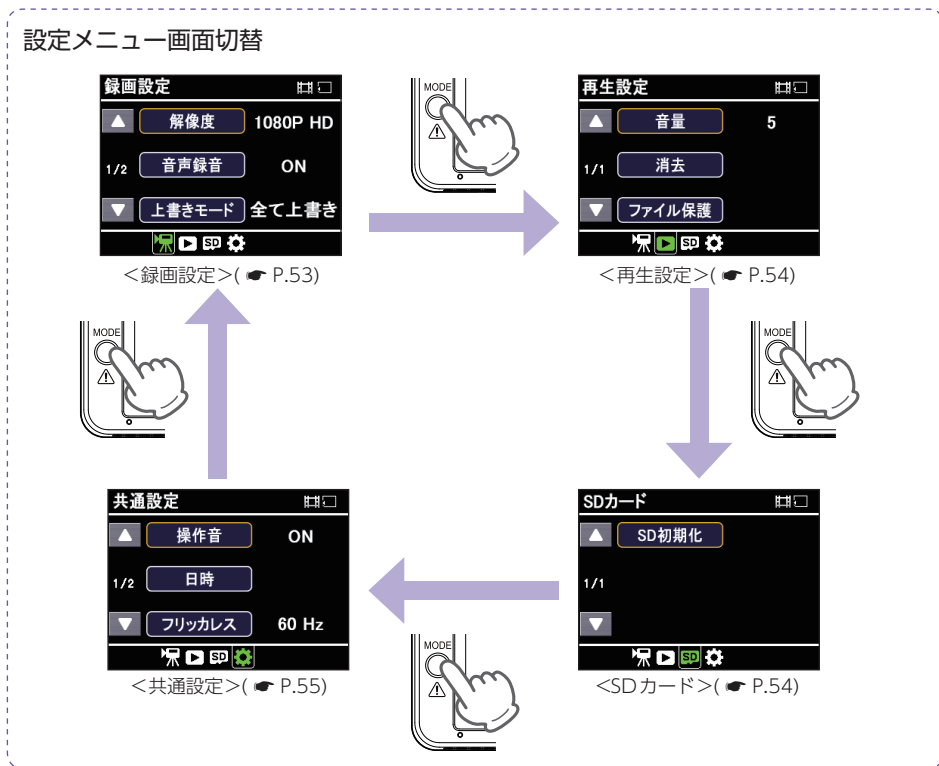 設定メニュー画面切替
録画設定
解像度 1080P HD
1/2 音声録音 ON
上書きモード 全て上書き
SD
<録画設定>( ☛ P.53)
MODE
再生設定
音量 5
1/1 消去
ファイル保護
SD
<再生設定>( ☛ P.54)
MODE
MODE
共通設定
操作音 ON
1/2 日時
フリッカレス 60 Hz
SD
<共通設定>( ☛ P.55)
MODE
SDカード
SD初期化
1/1
SD
<SDカード>( ☛ P.54)